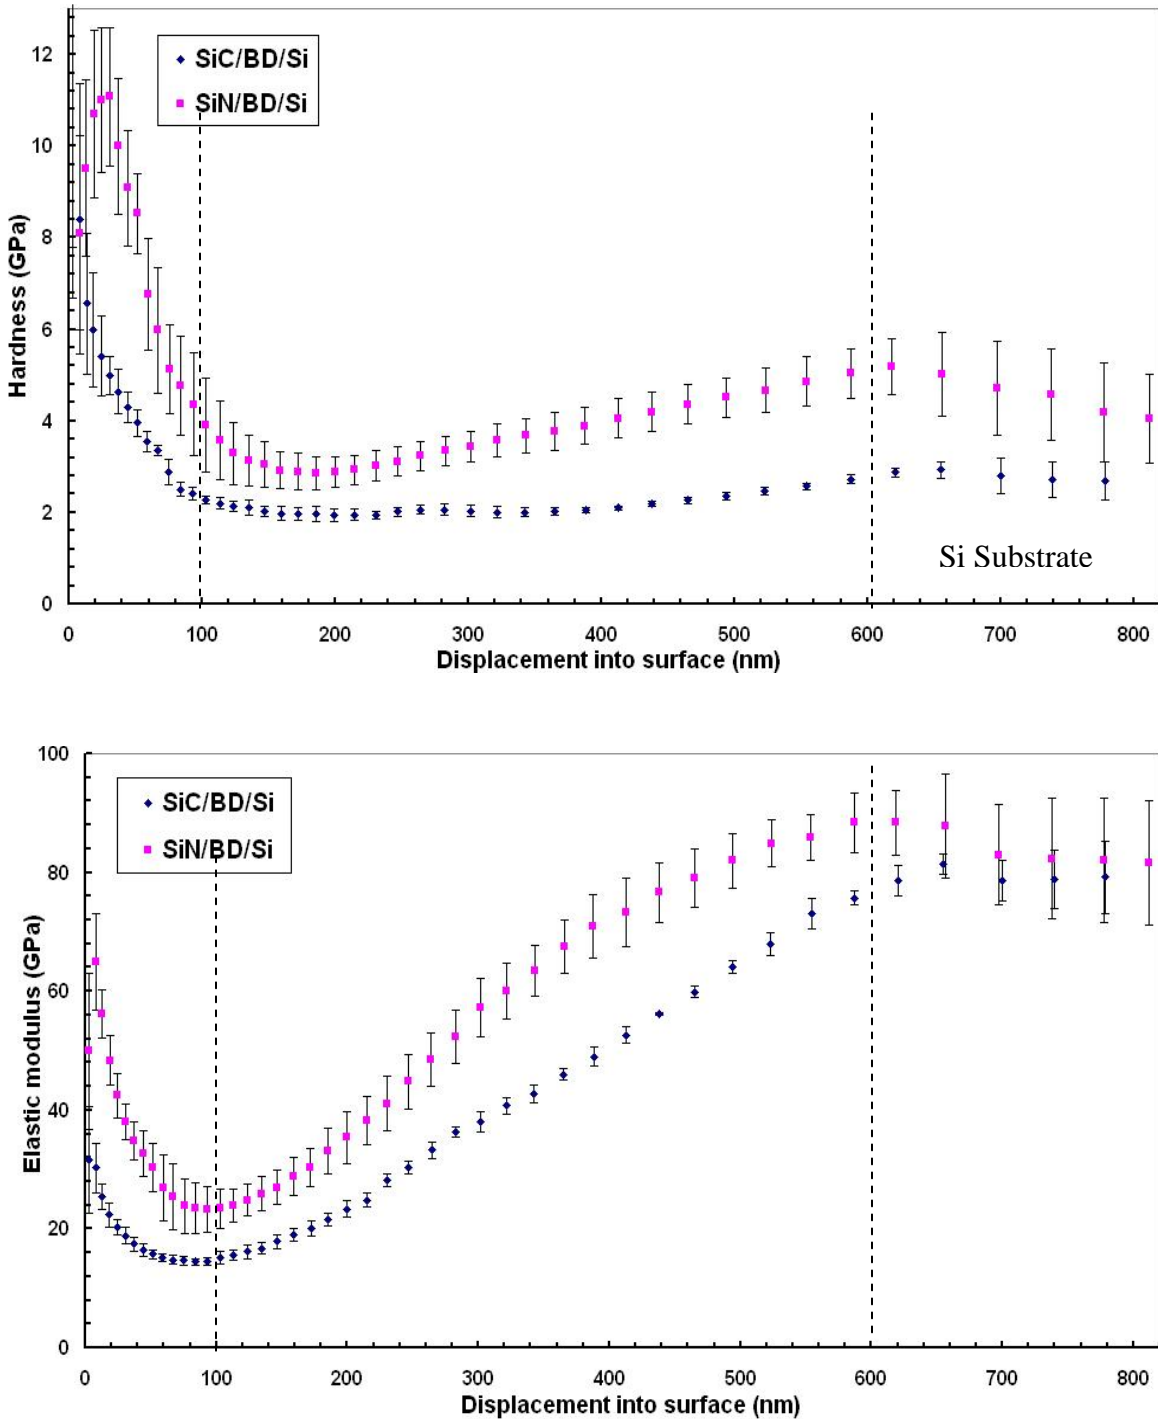 SiC/BD/Si
SiN/BD/Si
12
10
8
6
4
2
0
Hardness (GPa)
Si Substrate
0 100 200 300 400 500 600 700 800
Displacement into surface (nm)
100
80
60
40
20
0
Elastic modulus (GPa)
SiC/BD/Si
SiN/BD/Si
0 100 200 300 400 500 600 700 800
Displacement into surface (nm)